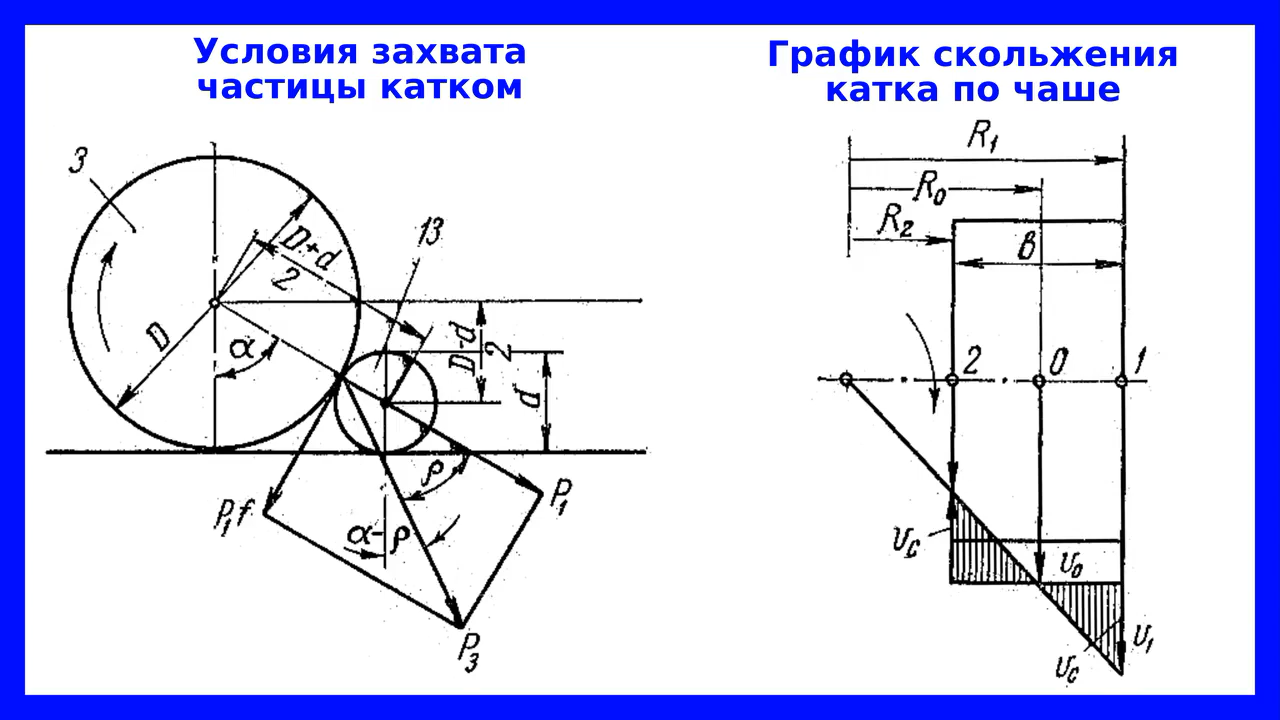 Условия захвата
частицы катком
График скольжения
катка по чаше
3
13
D+d
2
D
α
D-d
2
d
ρ
P₁f
P₁
α-ρ
P₃
R₁
R₀
R₂
B
2
0
1
υc
υ₀
υ₁
υc